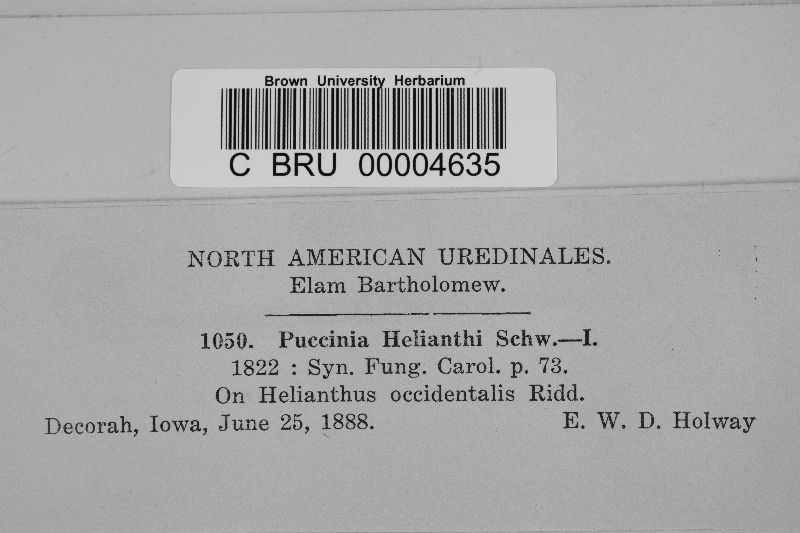 Brown University Herbarium
C BRU 00004635
NORTH AMERICAN UREDINALES.
Elam Bartholomew.
1050. Puccinia Helianthi Schw.—I.
1822 : Syn. Fung. Carol. p. 73.
On Helianthus occidentalis Ridd.
Decorah, Iowa, June 25, 1888. E. W. D. Holway